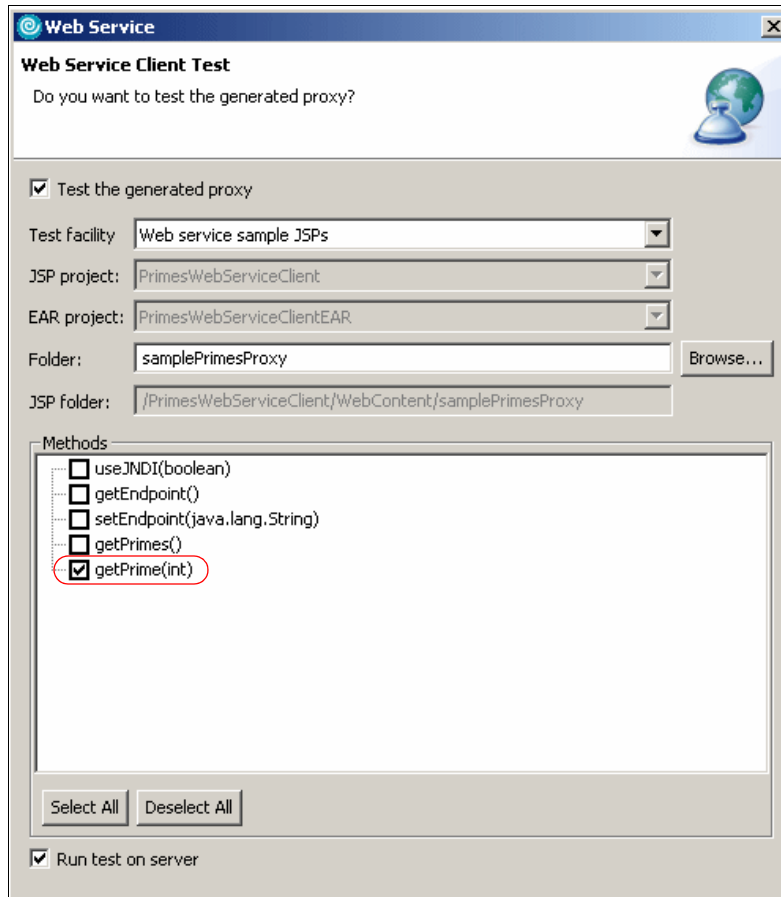 Web Service
Web Service Client Test
Do you want to test the generated proxy?
Test the generated proxy
Test facility Web service sample JSPs
JSP project: PrimesWebServiceClient
EAR project: PrimesWebServiceClientEAR
Folder: samplePrimesProxy Browse...
JSP folder: /PrimesWebServiceClient/WebContent/samplePrimesProxy
Methods
useJNDI(boolean)
getEndpoint()
setEndpoint(java.lang.String)
getPrimes()
getPrime(int)
Select All Deselect All
Run test on server